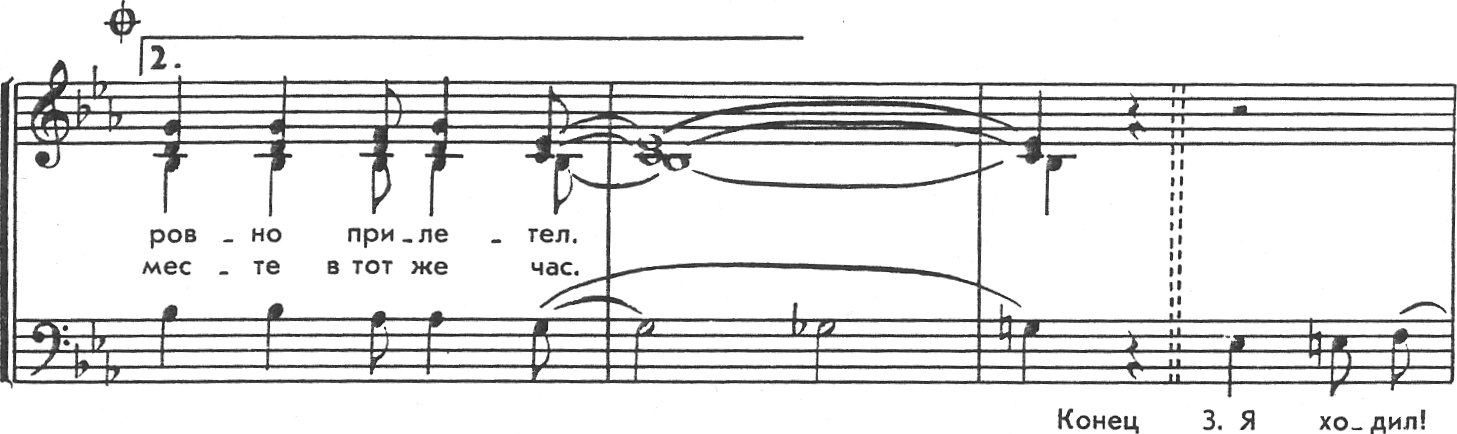 2.
ров - но при - ле - тел.
мес - те в тот же час.
Конец 3. Я хо - дил!